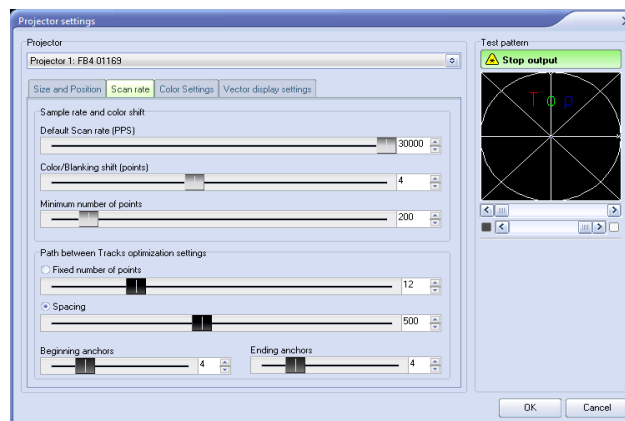 Projector settings
Projector
Projector 1: FB4 01169
Size and Position
Scan rate
Color Settings
Vector display settings
Sample rate and color shift
Default Scan rate (PPS)
30000
Color/Blanking shift (points)
4
Minimum number of points
200
Path between Tracks optimization settings
Fixed number of points
12
Spacing
500
Beginning anchors
4
Ending anchors
4
Test pattern
Stop output
Top
OK
Cancel